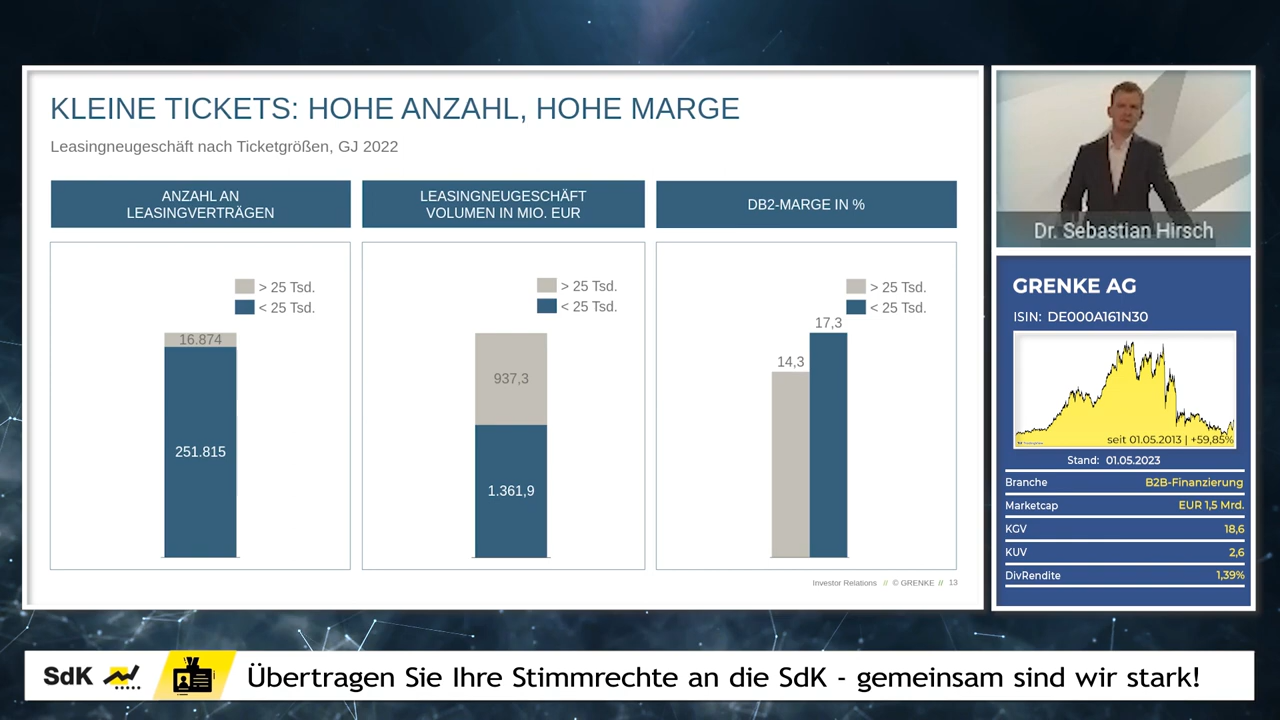 KLEINE TICKETS: HOHE ANZAHL, HOHE MARGE
Leasingneugeschäft nach Ticketgrößen, GJ 2022
ANZAHL AN
LEASINGVERTRÄGEN
> 25 Tsd.
< 25 Tsd.
16.874
251.815
LEASINGNEUGESCHÄFT
VOLUMEN IN MIO. EUR
> 25 Tsd.
< 25 Tsd.
937,3
1.361,9
DB2-MARGE IN %
> 25 Tsd.
< 25 Tsd.
17,3
14,3
Investor Relations // © GRENKE // 13
Dr. Sebastian Hirsch
GRENKE AG
ISIN: DE000A161N30
seit 01.05.2013 | +59,85%
Stand: 01.05.2023
Branche B2B-Finanzierung
Marketcap EUR 1,5 Mrd.
KGV 18,6
KUV 2,6
DivRendite 1,39%
SdK
Übertragen Sie Ihre Stimmrechte an die SdK - gemeinsam sind wir stark!